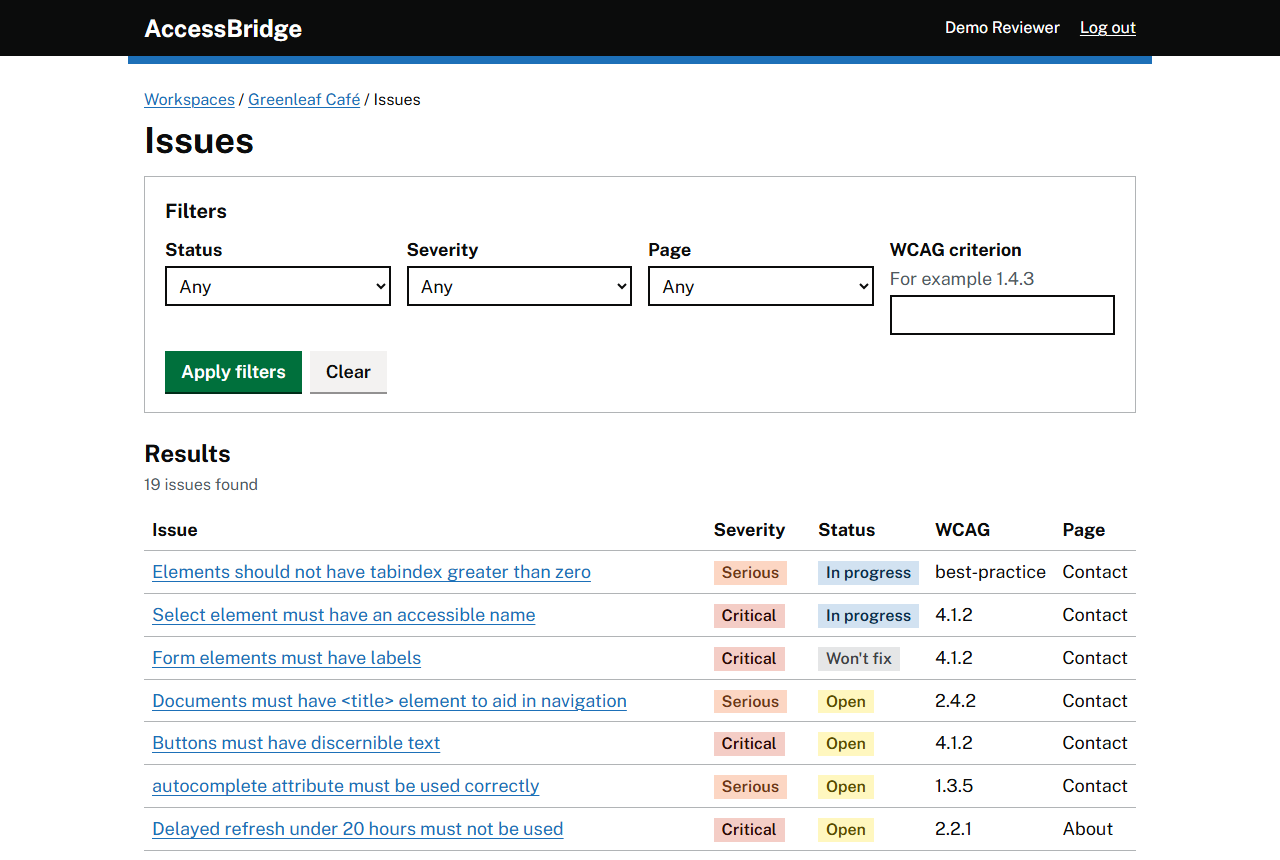 AccessBridge Demo Reviewer Log out
Workspaces / Greenleaf Café / Issues
Issues
Filters
Status Severity Page WCAG criterion
For example 1.4.3
Any Any Any
Apply filters Clear
Results
19 issues found
Issue Severity Status WCAG Page
Elements should not have tabindex greater than zero Serious In progress best-practice Contact
Select element must have an accessible name Critical In progress 4.1.2 Contact
Form elements must have labels Critical Won't fix 4.1.2 Contact
Documents must have <title> element to aid in navigation Serious Open 2.4.2 Contact
Buttons must have discernible text Critical Open 4.1.2 Contact
autocomplete attribute must be used correctly Serious Open 1.3.5 Contact
Delayed refresh under 20 hours must not be used Critical Open 2.2.1 About